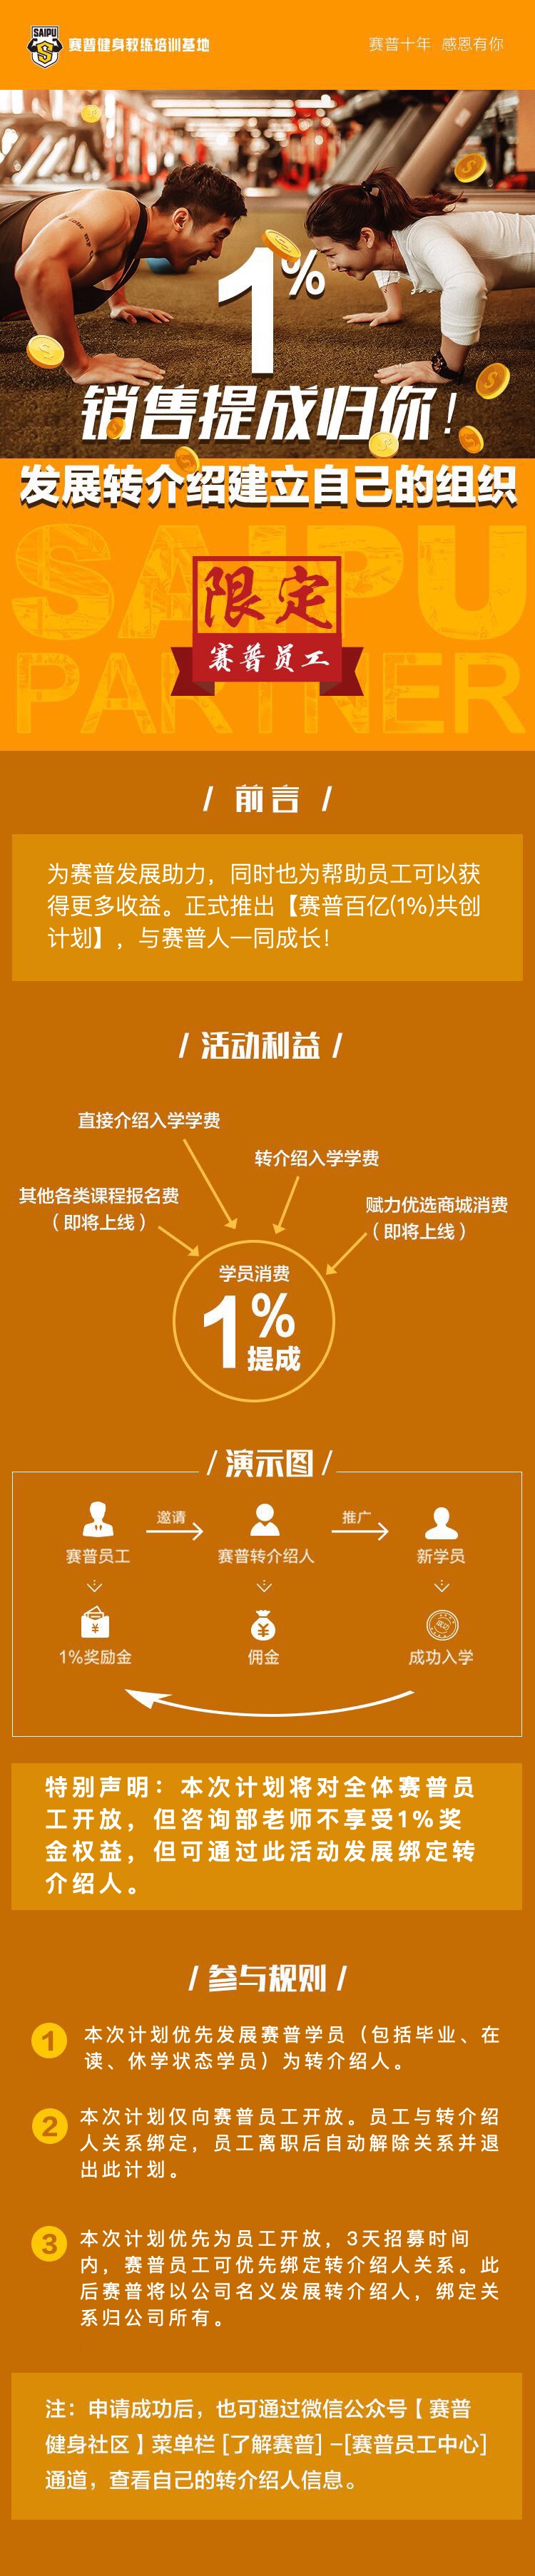 SAIPU
赛普健身教练培训基地
赛普十年 感恩有你
1%
销售提成归你！
发展转介绍建立自己的组织
SAIPU
PARTNER
限定
赛普员工
/ 前言 /
为赛普发展助力，同时也为帮助员工可以获
得更多收益。正式推出【赛普百亿(1%)共创
计划】，与赛普人一同成长！
/ 活动利益 /
直接介绍入学学费
转介绍入学学费
其他各类课程报名费
（即将上线）
赋力优选商城消费
（即将上线）
学员消费
1%
提成
/ 演示图 /
邀请
推广
赛普员工
赛普转介绍人
新学员
1%奖励金
佣金
成功入学
特别声明：本次计划将对全体赛普员
工开放，但咨询部老师不享受1%奖
金权益，但可通过此活动发展绑定转
介绍人。
/ 参与规则 /
1 本次计划优先发展赛普学员（包括毕业、在
读、休学状态学员）为转介绍人。
2 本次计划仅向赛普员工开放。员工与转介绍
人关系绑定，员工离职后自动解除关系并退
出此计划。
3 本次计划优先为员工开放，3天招募时间
内，赛普员工可优先绑定转介绍人关系。此
后赛普将以公司名义发展转介绍人，绑定关
系归公司所有。
注：申请成功后，也可通过微信公众号【赛普
健身社区】菜单栏 [了解赛普] -[赛普员工中心]
通道，查看自己的转介绍人信息。